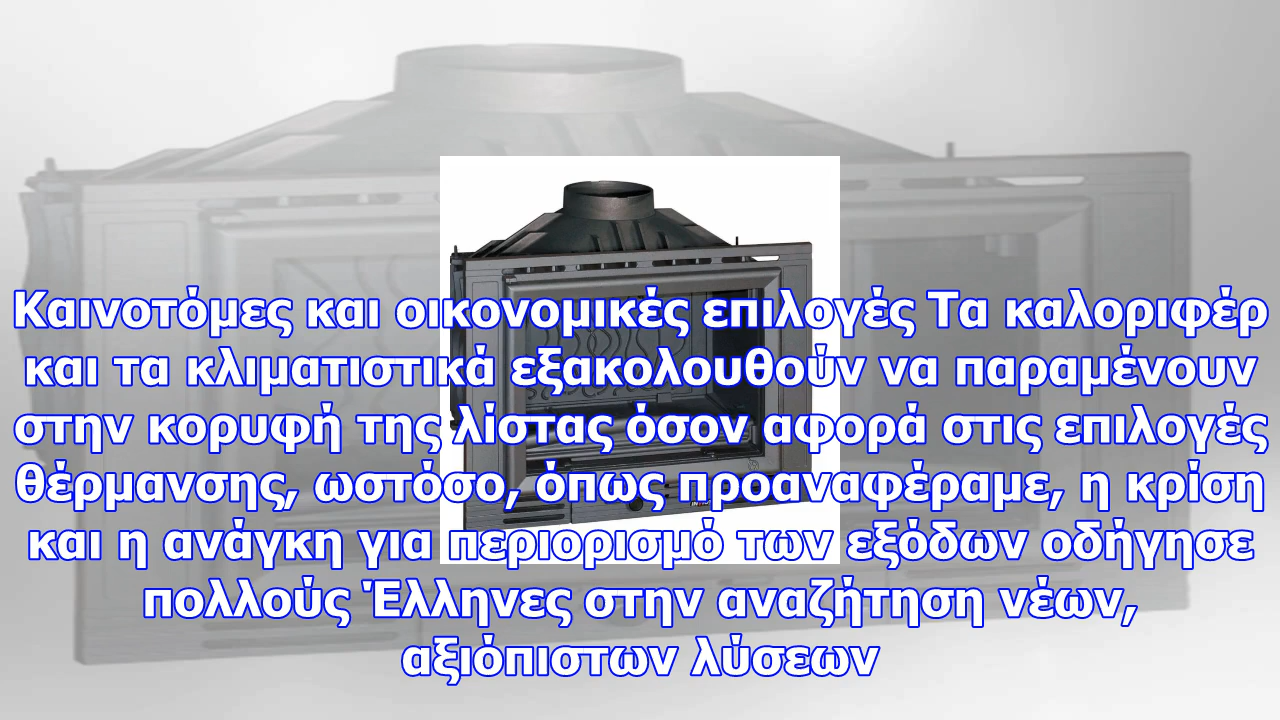 Καινοτόμες και οικονομικές επιλογές Τα καλοριφέρ
και τα κλιματιστικά εξακολουθούν να παραμένουν
στην κορυφή της λίστας όσον αφορά στις επιλογές
θέρμανσης, ωστόσο, όπως προαναφέραμε, η κρίση
και η ανάγκη για περιορισμό των εξόδων οδήγησε
πολλούς Έλληνες στην αναζήτηση νέων,
αξιόπιστων λύσεων